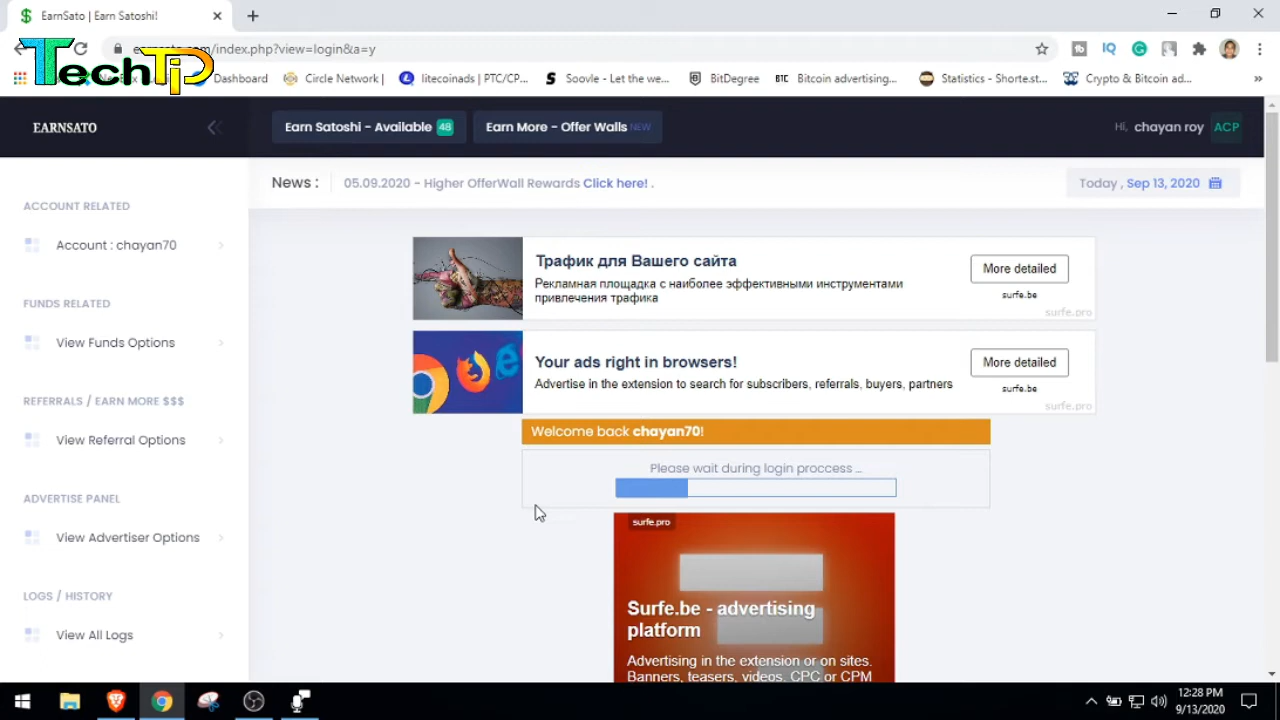 EarnSato | Earn Satoshi!
earnsato.com/index.php?view=login&a=y
TechTip
Dashboard
Circle Network |
litecoinads | PTC/CP...
Soovle - Let the we...
BitDegree
BTC Bitcoin advertising...
Statistics - Shorte.st...
Crypto & Bitcoin ad...
EARNSATO
Earn Satoshi - Available 48
Earn More - Offer Walls NEW
Hi, chayan roy ACP
News :
05.09.2020 - Higher OfferWall Rewards Click here! .
Today , Sep 13, 2020
ACCOUNT RELATED
Account : chayan70
FUNDS RELATED
View Funds Options
REFERRALS / EARN MORE $$$
View Referral Options
ADVERTISE PANEL
View Advertiser Options
LOGS / HISTORY
View All Logs
Трафик для Вашего сайта
Рекламная площадка с наиболее эффективными инструментами
привлечения трафика
More detailed
surfe.be
surfe.pro
Your ads right in browsers!
Advertise in the extension to search for subscribers, referrals, buyers, partners
More detailed
surfe.be
surfe.pro
Welcome back chayan70!
Please wait during login proccess ...
surfe.pro
Surfe.be - advertising
platform
Advertising in the extension or on sites.
Banners, teasers, videos. CPC or CPM
12:28 PM
9/13/2020